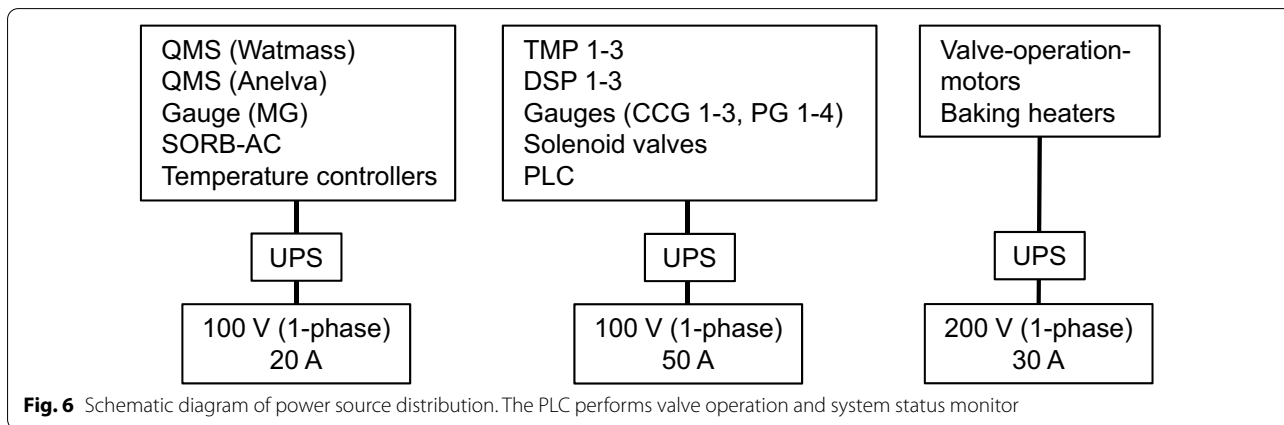 QMS (Watmass)
QMS (Anelva)
Gauge (MG)
SORB-AC
Temperature controllers
UPS
100 V (1-phase)
20 A
TMP 1-3
DSP 1-3
Gauges (CCG 1-3, PG 1-4)
Solenoid valves
PLC
UPS
100 V (1-phase)
50 A
Valve-operation-
motors
Baking heaters
UPS
200 V (1-phase)
30 A
Fig. 6 Schematic diagram of power source distribution. The PLC performs valve operation and system status monitor